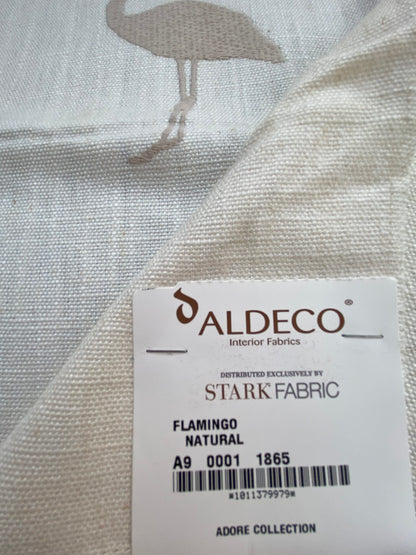 ALDECO®
Interior Fabrics
DISTRIBUTED EXCLUSIVELY BY
STARK® FABRIC
FLAMINGO
NATURAL
A9 0001 1865
*1011379979*
ADORE COLLECTION